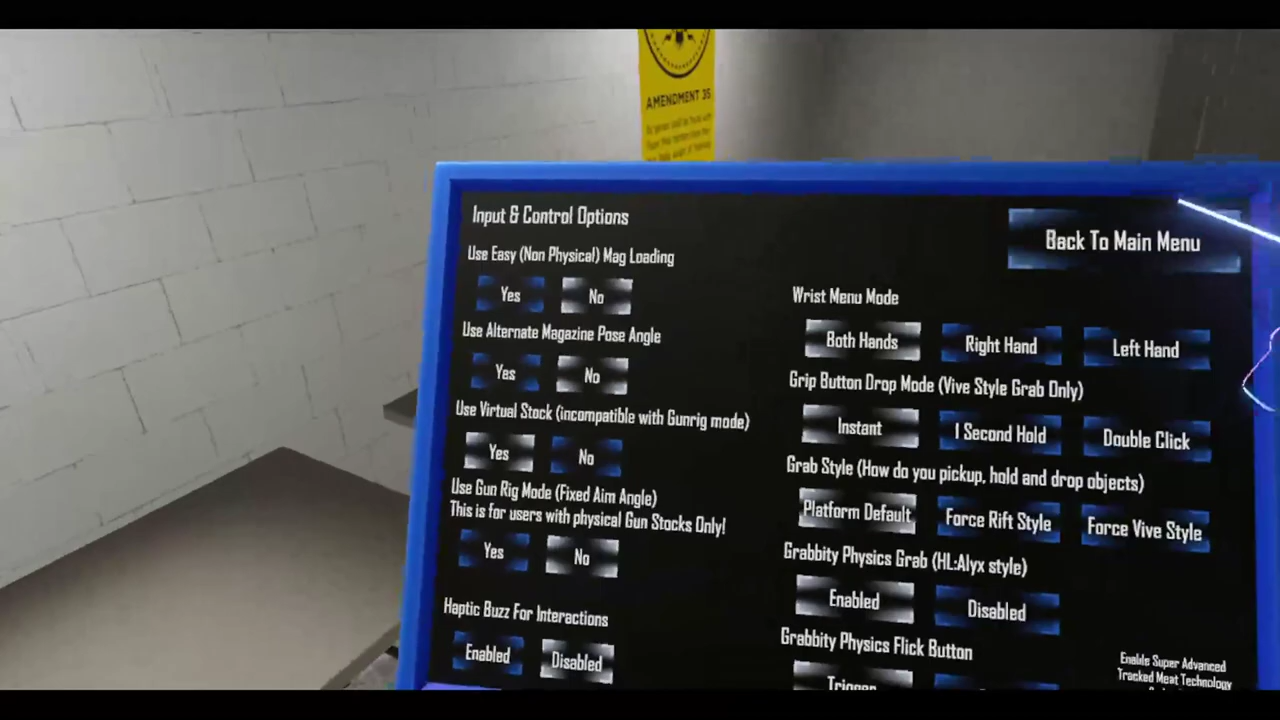 AMENDMENT 35
Input & Control Options
Back To Main Menu
Use Easy (Non Physical) Mag Loading
Yes No
Use Alternate Magazine Pose Angle
Yes No
Use Virtual Stock (incompatible with Gunrig mode)
Yes No
Use Gun Rig Mode (Fixed Aim Angle)
This is for users with physical Gun Stocks Only!
Yes No
Haptic Buzz For Interactions
Enabled Disabled
Wrist Menu Mode
Both Hands Right Hand Left Hand
Grip Button Drop Mode (Vive Style Grab Only)
Instant 1 Second Hold Double Click
Grab Style (How do you pickup, hold and drop objects)
Platform Default Force Rift Style Force Vive Style
Grabbity Physics Grab (HL:Alyx style)
Enabled Disabled
Grabbity Physics Flick Button
Trigger
Enable Super Advanced
Tracked Meat Technology